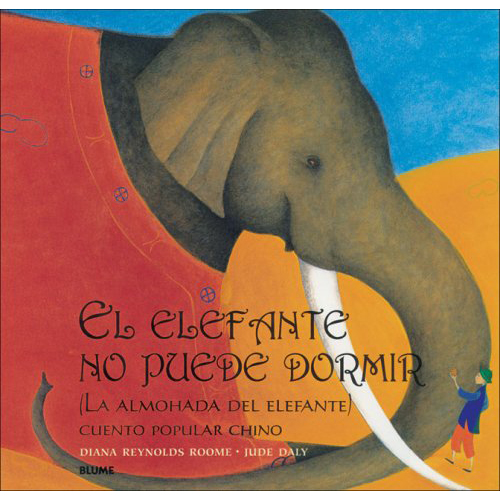 EL ELEFANTE
NO PUEDE DORMIR
(LA ALMOHADA DEL ELEFANTE)
CUENTO POPULAR CHINO
DIANA REYNOLDS ROOME · JUDE DALY
BLUME